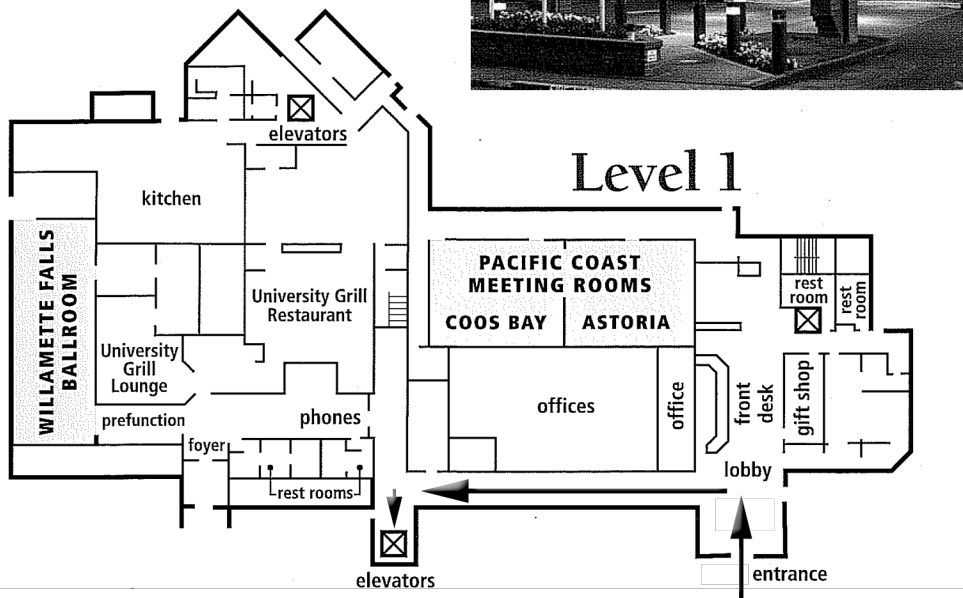 Level 1
elevators
kitchen
WILLAMETTE FALLS
BALLROOM
University Grill
Restaurant
PACIFIC COAST
MEETING ROOMS
COOS BAY
ASTORIA
rest
room
rest
room
University
Grill
Lounge
prefunction
phones
foyer
rest rooms
offices
office
front
desk
gift shop
lobby
elevators
entrance